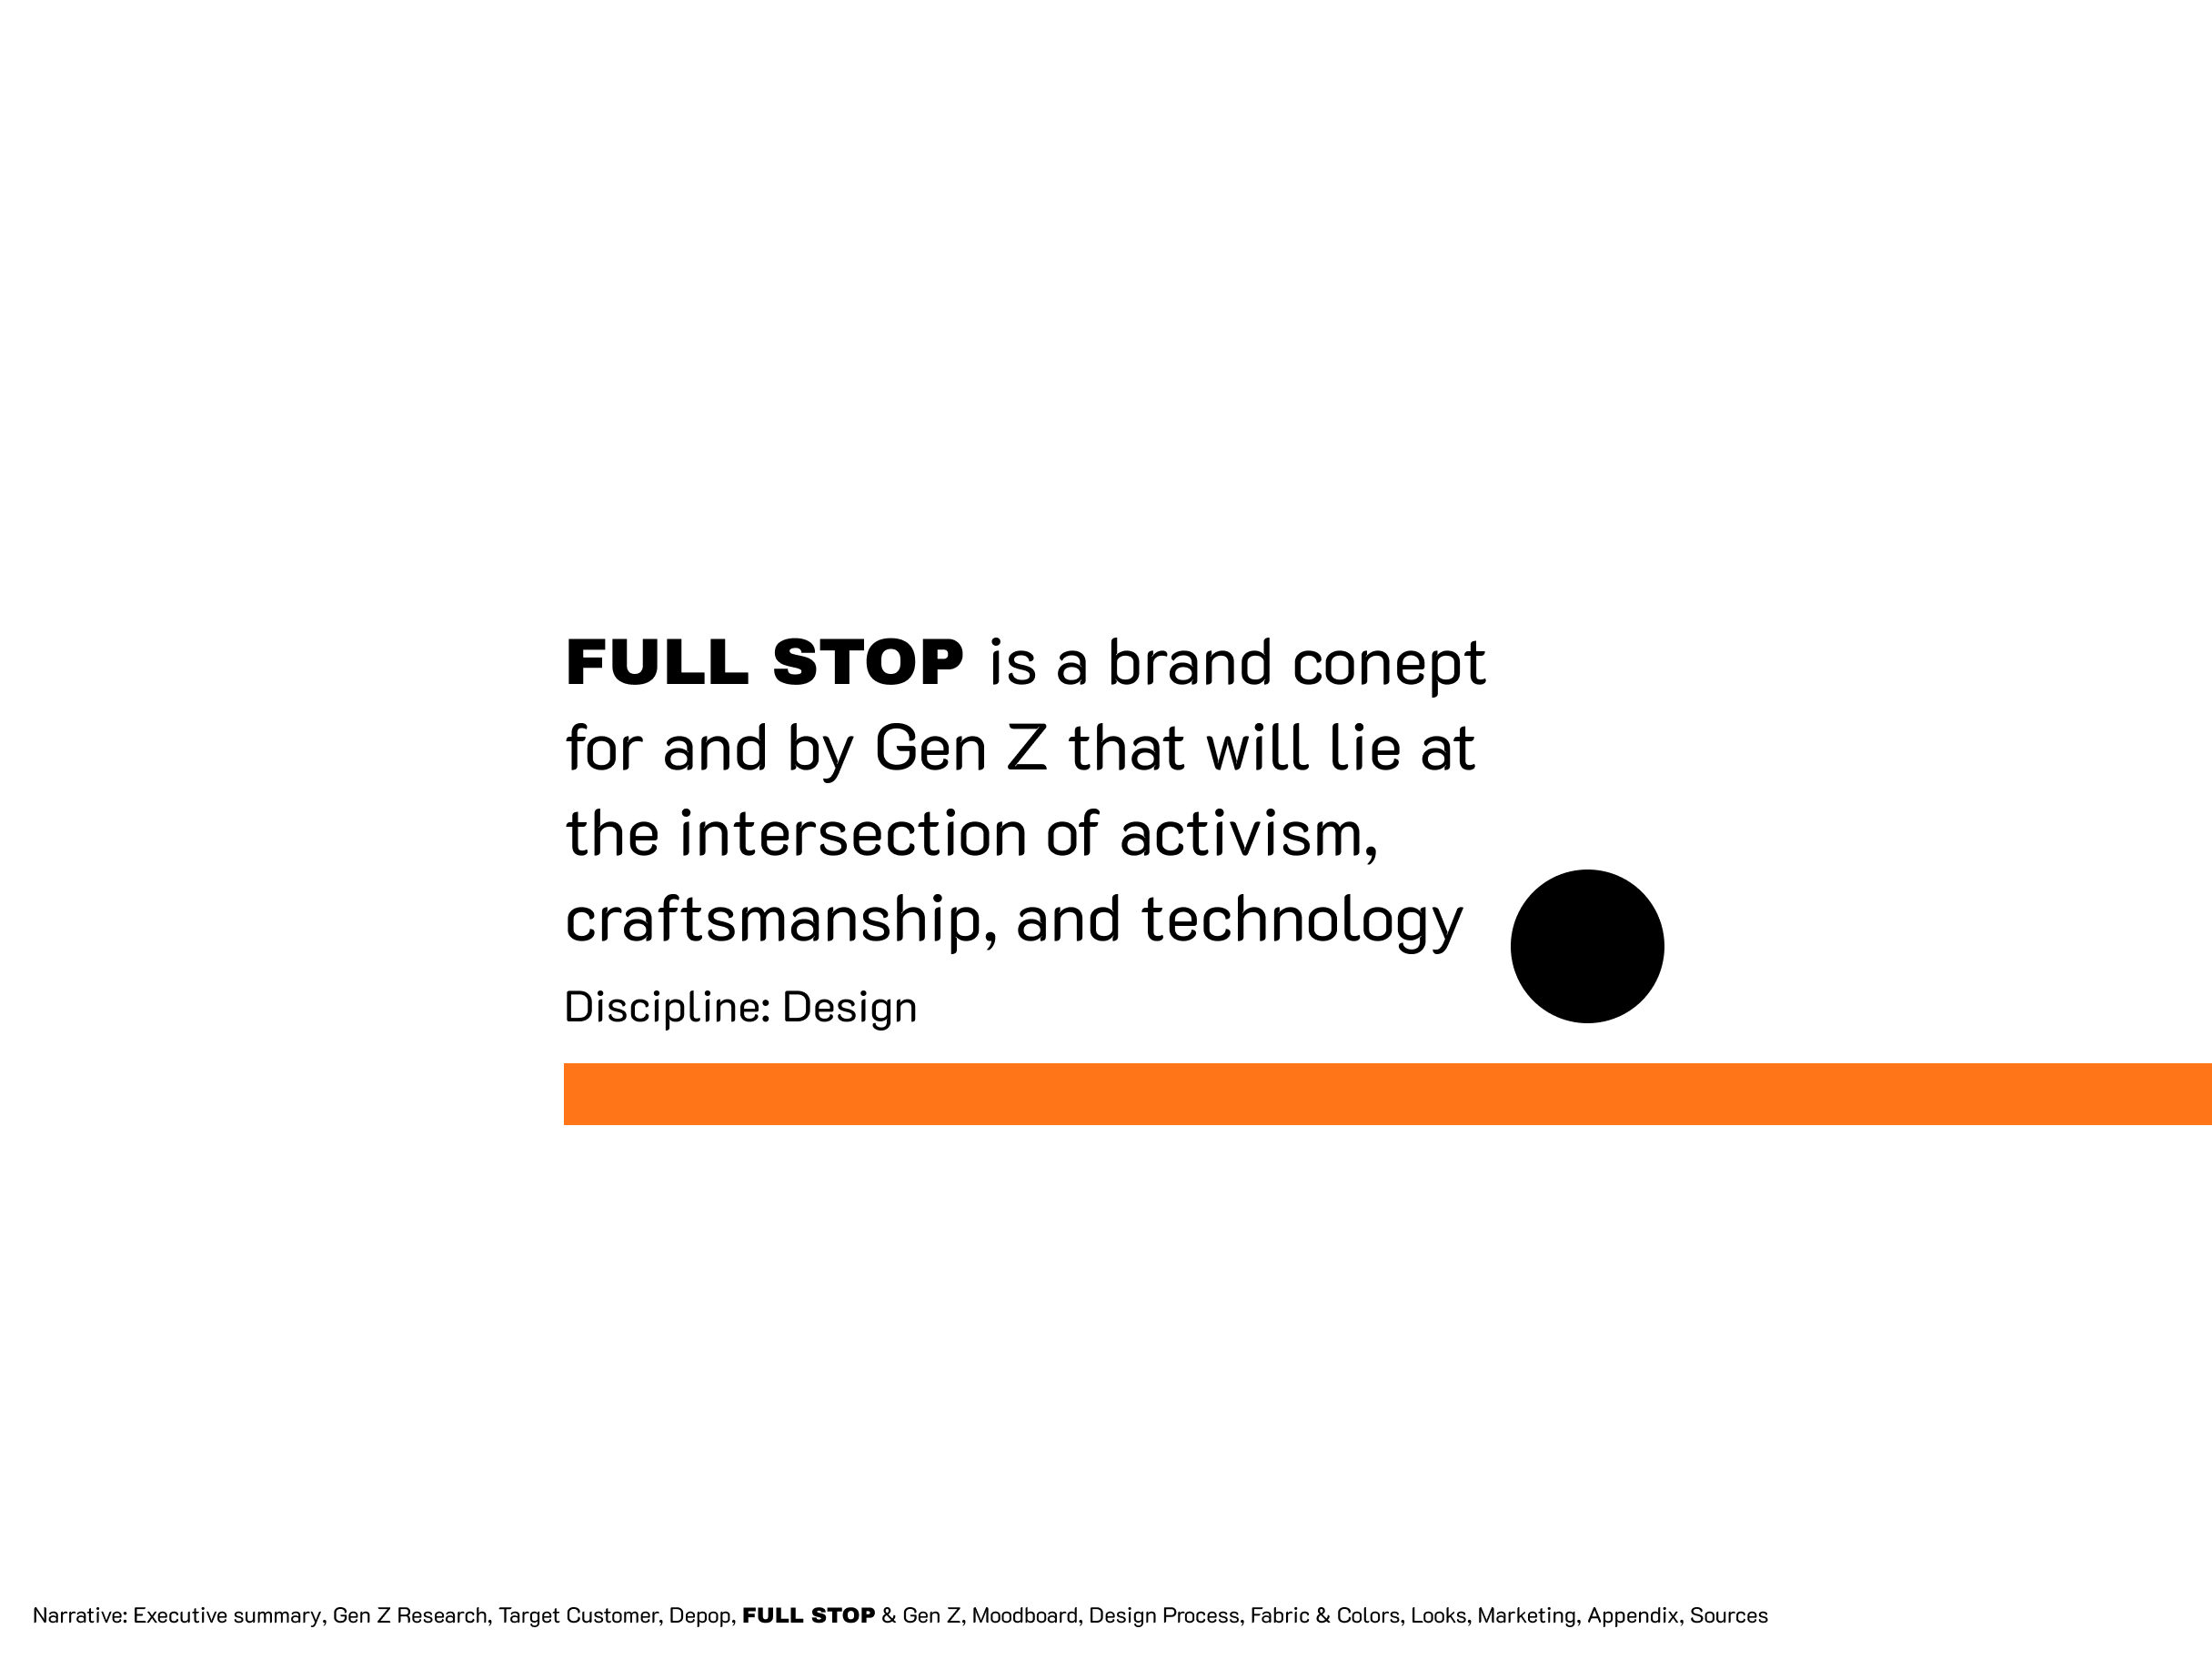 FULL STOP is a brand conept
for and by Gen Z that will lie at
the intersection of activism,
craftsmanship, and technology
Discipline: Design
Narrative: Executive summary, Gen Z Research, Target Customer, Depop, FULL STOP & Gen Z, Moodboard, Design Process, Fabric & Colors, Looks, Marketing, Appendix, Sources